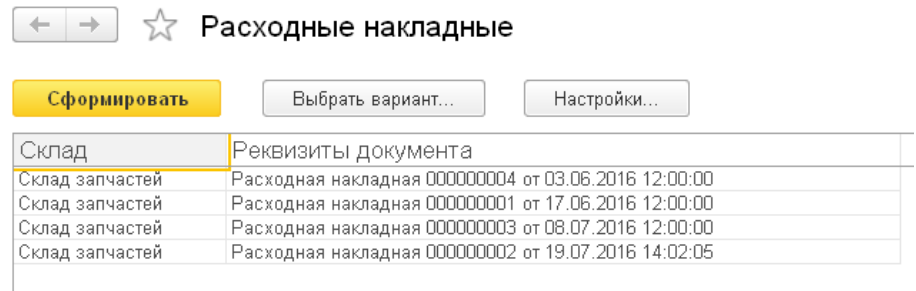 Расходные накладные
Сформировать Выбрать вариант... Настройки...
Склад Реквизиты документа
Склад запчастей Расходная накладная 000000004 от 03.06.2016 12:00:00
Склад запчастей Расходная накладная 000000001 от 17.06.2016 12:00:00
Склад запчастей Расходная накладная 000000003 от 08.07.2016 12:00:00
Склад запчастей Расходная накладная 000000002 от 19.07.2016 14:02:05